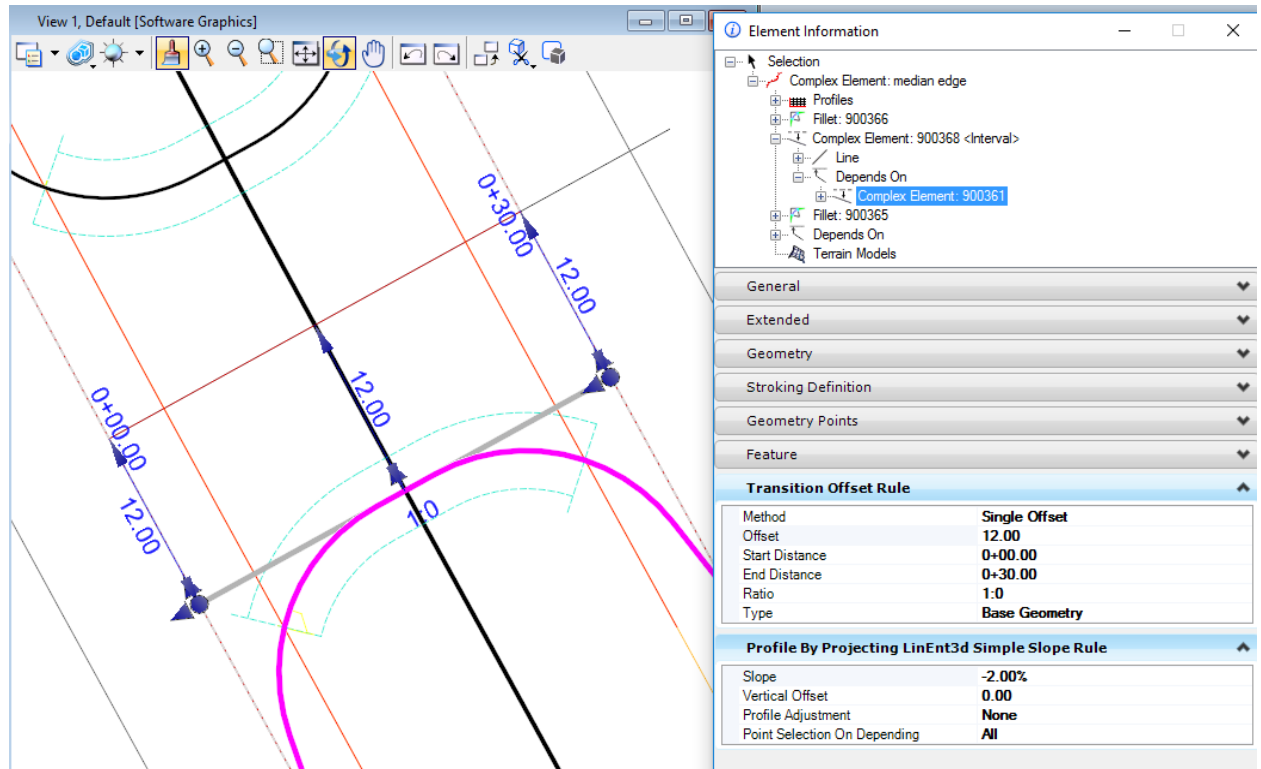 View 1, Default [Software Graphics]
0+30.00
12.00
12.00
0+00.00
12.00
1:0
Element Information
Selection
Complex Element: median edge
Profiles
Fillet: 900366
Complex Element: 900368 <Interval>
Line
Depends On
Complex Element: 900361
Fillet: 900365
Depends On
Terrain Models
General
Extended
Geometry
Stroking Definition
Geometry Points
Feature
Transition Offset Rule
Method Single Offset
Offset 12.00
Start Distance 0+00.00
End Distance 0+30.00
Ratio 1:0
Type Base Geometry
Profile By Projecting LinEnt3d Simple Slope Rule
Slope -2.00%
Vertical Offset 0.00
Profile Adjustment None
Point Selection On Depending All